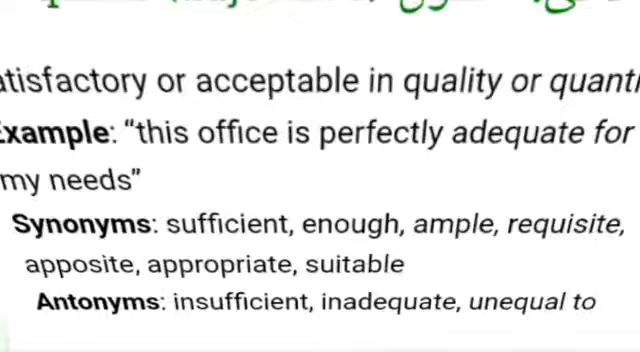 atisfactory or acceptable in quality or quanti
Example: “this office is perfectly adequate for
my needs”
Synonyms: sufficient, enough, ample, requisite,
apposite, appropriate, suitable
Antonyms: insufficient, inadequate, unequal to